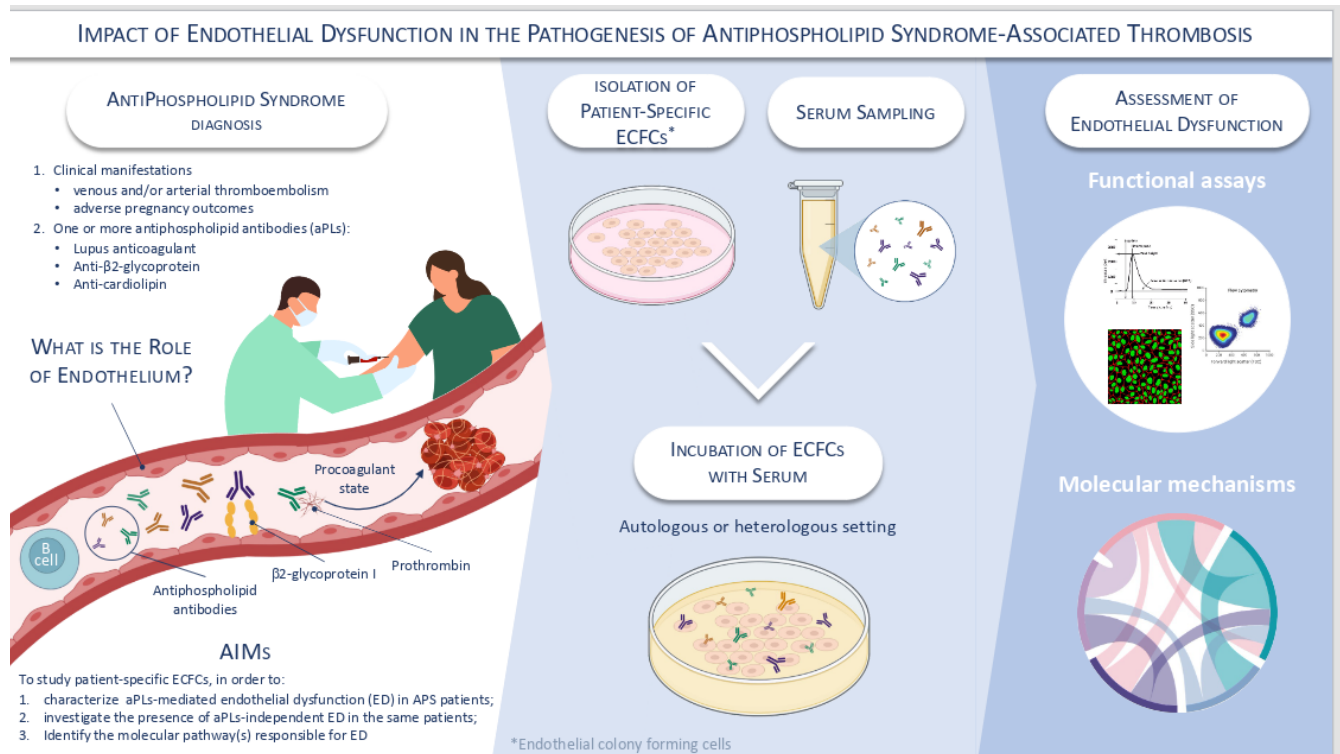 IMPACT OF ENDOTHELIAL DYSFUNCTION IN THE PATHOGENESIS OF ANTIPHOSPHOLIPID SYNDROME-ASSOCIATED THROMBOSIS
ANTIPHOSPHOLIPID SYNDROME
DIAGNOSIS
1. Clinical manifestations
• venous and/or arterial thromboembolism
• adverse pregnancy outcomes
2. One or more antiphospholipid antibodies (aPLs):
• Lupus anticoagulant
• Anti-β2-glycoprotein
• Anti-cardiolipin
WHAT IS THE ROLE
OF ENDOTHELIUM?
Procoagulant
state
B
cell
Antiphospholipid
antibodies
β2-glycoprotein I
Prothrombin
AIMs
To study patient-specific ECFCs, in order to:
1. characterize aPLs-mediated endothelial dysfunction (ED) in APS patients;
2. investigate the presence of aPLs-independent ED in the same patients;
3. Identify the molecular pathway(s) responsible for ED
ISOLATION OF
PATIENT-SPECIFIC
ECFCS*
SERUM SAMPLING
INCUBATION OF ECFCS
WITH SERUM
Autologous or heterologous setting
*Endothelial colony forming cells
ASSESSMENT OF
ENDOTHELIAL DYSFUNCTION
Functional assays
Molecular mechanisms